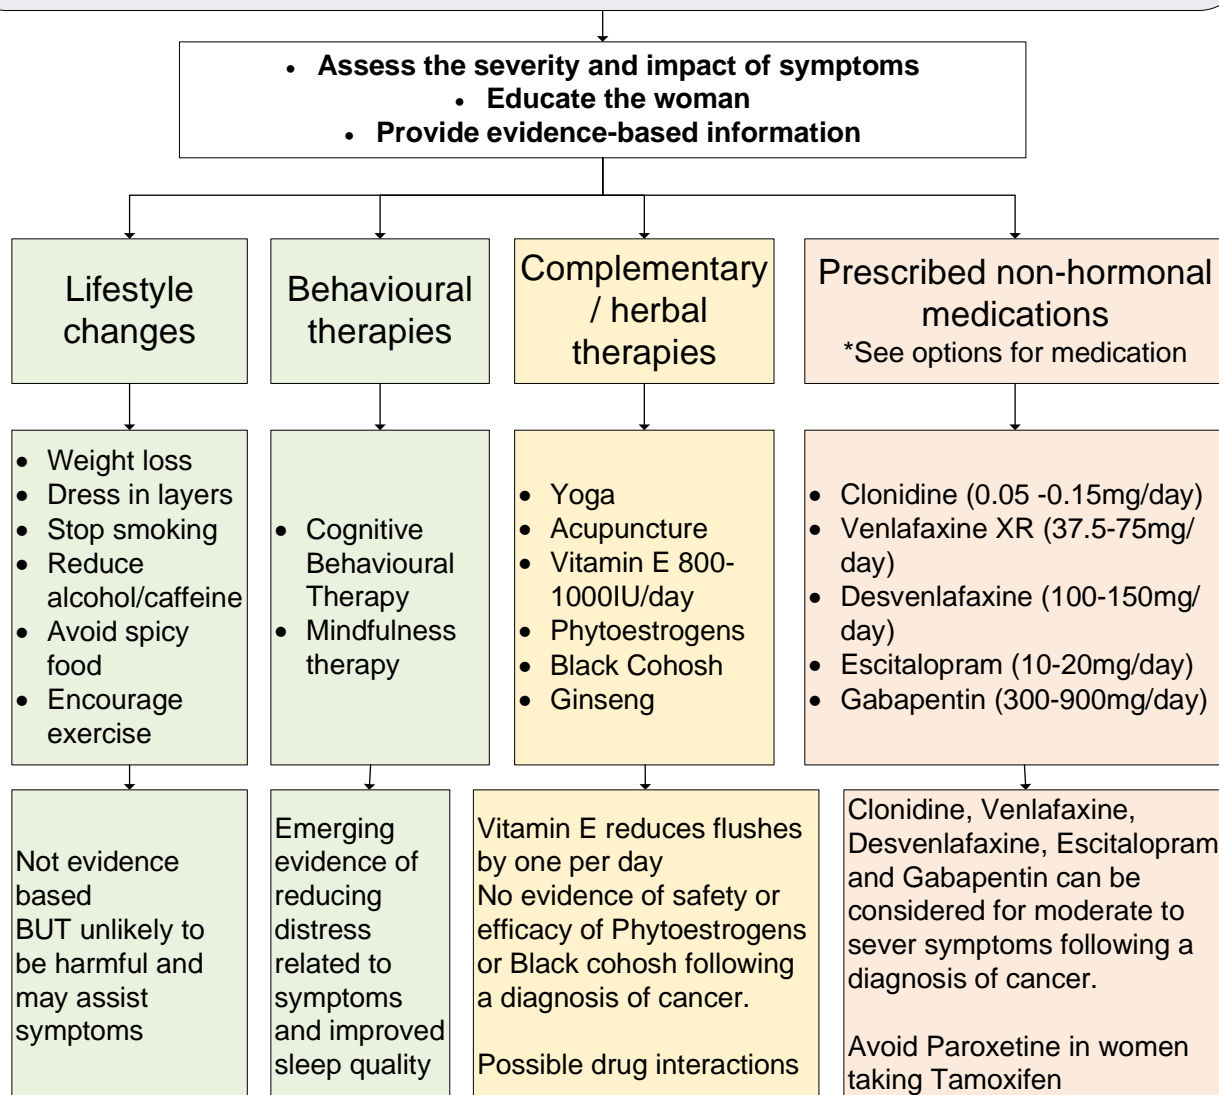 • Assess the severity and impact of symptoms
• Educate the woman
• Provide evidence-based information
Lifestyle
changes
Behavioural
therapies
Complementary
/ herbal
therapies
Prescribed non-hormonal
medications
*See options for medication
• Weight loss
• Dress in layers
• Stop smoking
• Reduce
alcohol/caffeine
• Avoid spicy
food
• Encourage
exercise
• Cognitive
Behavioural
Therapy
• Mindfulness
therapy
• Yoga
• Acupuncture
• Vitamin E 800-
1000IU/day
• Phytoestrogens
• Black Cohosh
• Ginseng
• Clonidine (0.05 -0.15mg/day)
• Venlafaxine XR (37.5-75mg/
day)
• Desvenlafaxine (100-150mg/
day)
• Escitalopram (10-20mg/day)
• Gabapentin (300-900mg/day)
Not evidence
based
BUT unlikely to
be harmful and
may assist
symptoms
Emerging
evidence of
reducing
distress
related to
symptoms
and improved
sleep quality
Vitamin E reduces flushes
by one per day
No evidence of safety or
efficacy of Phytoestrogens
or Black cohosh following
a diagnosis of cancer.
Possible drug interactions
Clonidine, Venlafaxine,
Desvenlafaxine, Escitalopram
and Gabapentin can be
considered for moderate to
sever symptoms following a
diagnosis of cancer.
Avoid Paroxetine in women
taking Tamoxifen